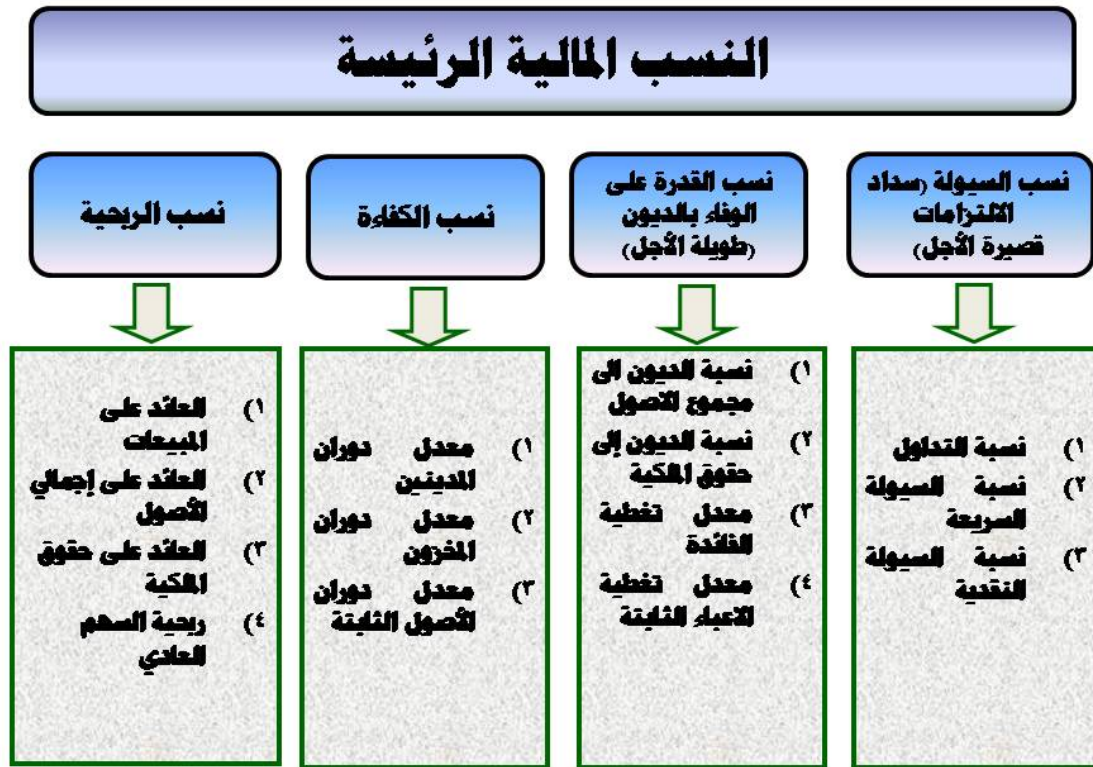 النسب المالية الرئيسة
نسب السيولة (سداد
الالتزامات
قصيرة الأجل)
نسب القدرة على
الوفاء بالديون
(طويلة الأجل)
نسب الكفاءة
نسب الربحية
١) نسبة التداول
٢) نسبة السيولة
السريعة
٣) نسبة السيولة
النقدية
١) نسبة الديون الى
مجموع الاصول
٢) نسبة الديون إلى
حقوق الملكية
٣) معدل تغطية
الفائدة
٤) معدل تغطية
الاعباء الثابتة
١) معدل دوران
المدينين
٢) معدل دوران
المخزون
٣) معدل دوران
الأصول الثابتة
١) العائد على
المبيعات
٢) العائد على إجمالي
الأصول
٣) العائد على حقوق
الملكية
٤) ربحية السهم
العادي